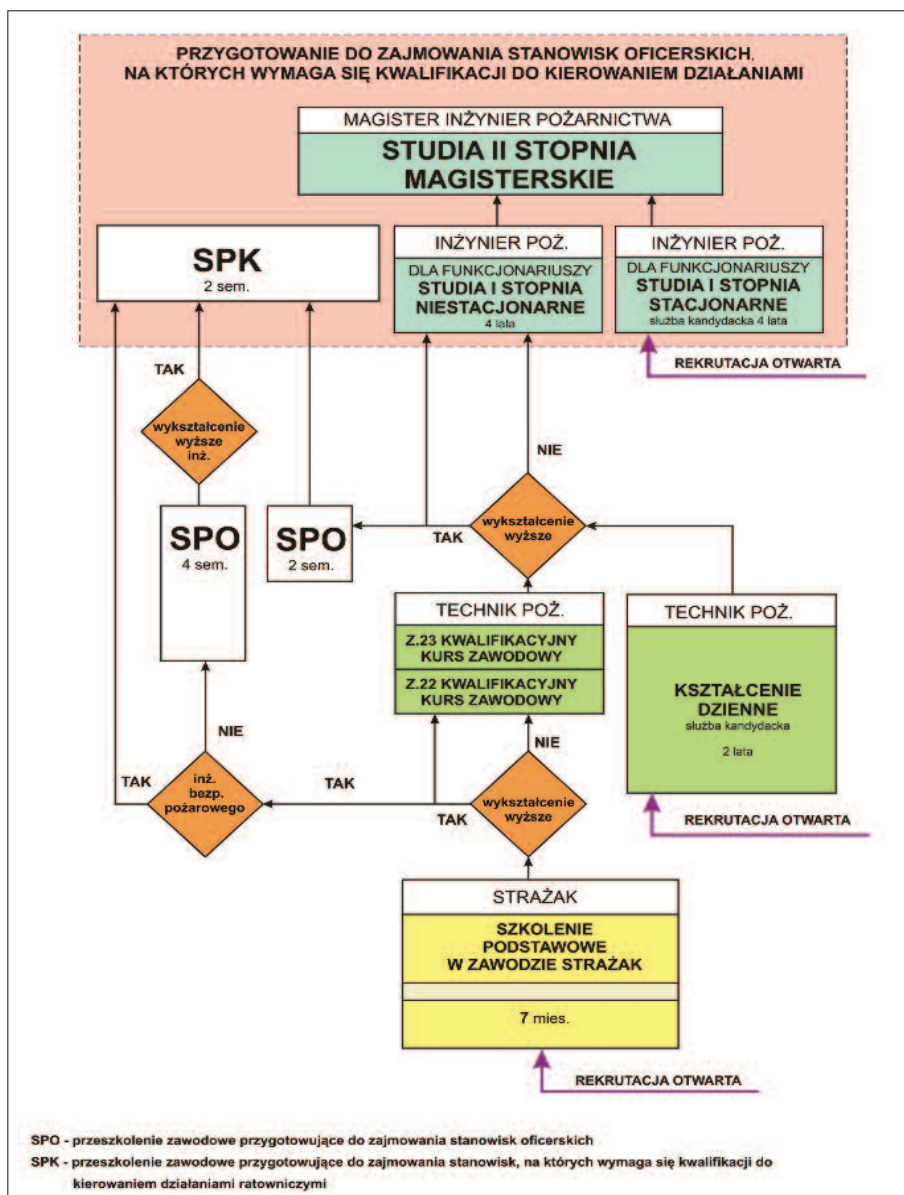 PRZYGOTOWANIE DO ZAJMOWANIA STANOWISK OFICERSKICH,
NA KTÓRYCH WYMAGA SIĘ KWALIFIKACJI DO KIEROWANIEM DZIAŁANIAMI
MAGISTER INŻYNIER POŻARNICTWA
STUDIA II STOPNIA
MAGISTERSKIE
SPK
2 sem.
INŻYNIER POŻ.
DLA FUNKCJONARIUSZY
STUDIA I STOPNIA
NIESTACJONARNE
4 lata
INŻYNIER POŻ.
DLA FUNKCJONARIUSZY
STUDIA I STOPNIA
STACJONARNE
służba kandydacka 4 lata
REKRUTACJA OTWARTA
TAK
wykształcenie
wyższe
inż.
NIE
SPO
4 sem.
SPO
2 sem.
TAK
wykształcenie
wyższe
TECHNIK POŻ.
Z.23 KWALIFIKACYJNY
KURS ZAWODOWY
Z.22 KWALIFIKACYJNY
KURS ZAWODOWY
TECHNIK POŻ.
KSZTAŁCENIE
DZIENNE
służba kandydacka
2 lata
REKRUTACJA OTWARTA
NIE
NIE
TAK
inż.
bezp.
pożarowego
TAK
TAK
wykształcenie
wyższe
STRAŻAK
SZKOLENIE
PODSTAWOWE
W ZAWODZIE STRAŻAK
7 mies.
REKRUTACJA OTWARTA
SPO - przeszkolenie zawodowe przygotowujące do zajmowania stanowisk oficerskich
SPK - przeszkolenie zawodowe przygotowujące do zajmowania stanowisk, na których wymaga się kwalifikacji do
kierowaniem działaniami ratowniczymi